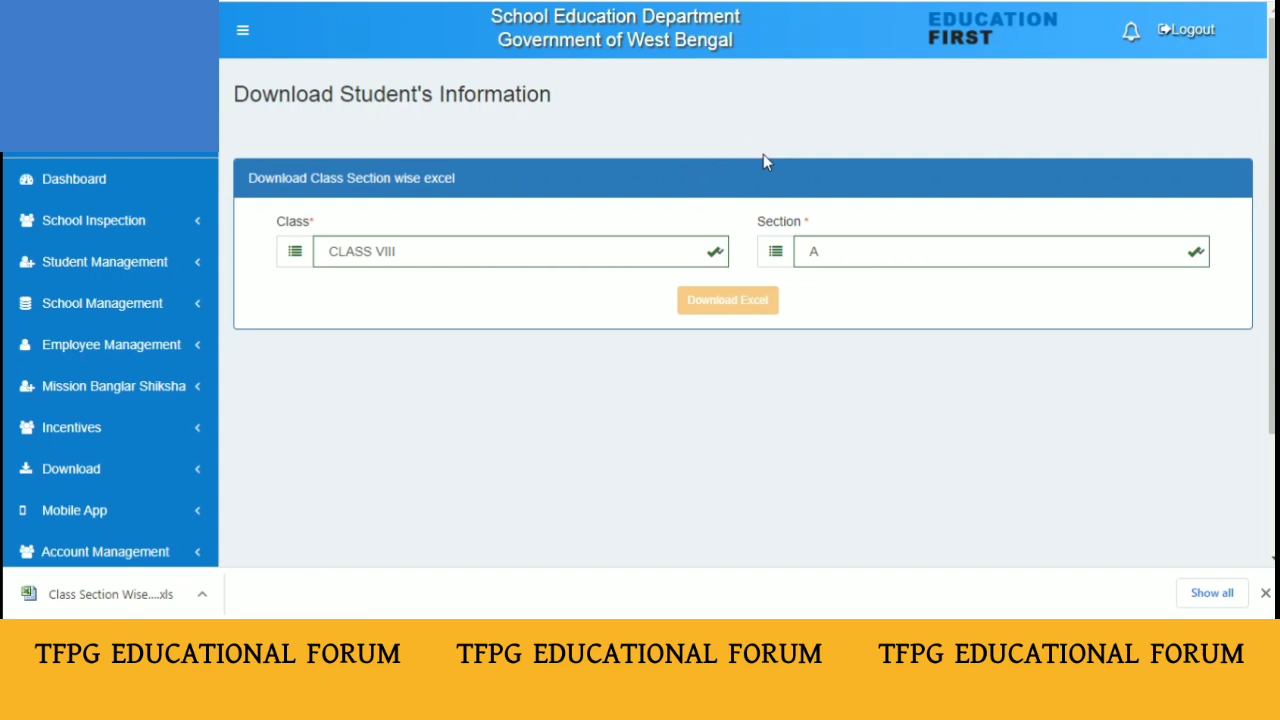 School Education Department
Government of West Bengal
EDUCATION
FIRST
Logout
Download Student's Information
Download Class Section wise excel
Class*
Section *
CLASS VIII
A
Download Excel
Dashboard
School Inspection
Student Management
School Management
Employee Management
Mission Banglar Shiksha
Incentives
Download
Mobile App
Account Management
Class Section Wise....xls
Show all
TFPG EDUCATIONAL FORUM TFPG EDUCATIONAL FORUM TFPG EDUCATIONAL FORUM